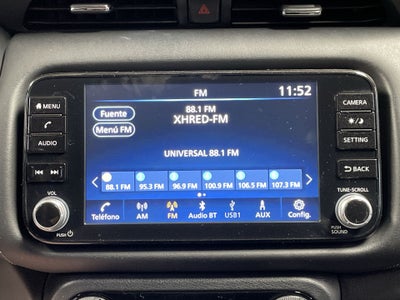 FM
11:52
MENU
AUDIO
VOL
PUSH
Fuente
Menú FM
88.1 FM
XHRED-FM
UNIVERSAL 88.1 FM
88.1 FM 95.3 FM 96.9 FM 100.9 FM 106.5 FM 107.3 FM
Teléfono AM FM Audio BT USB1 AUX Config.
CAMERA
SETTING
BACK
TUNE-SCROLL
PUSH
SOUND